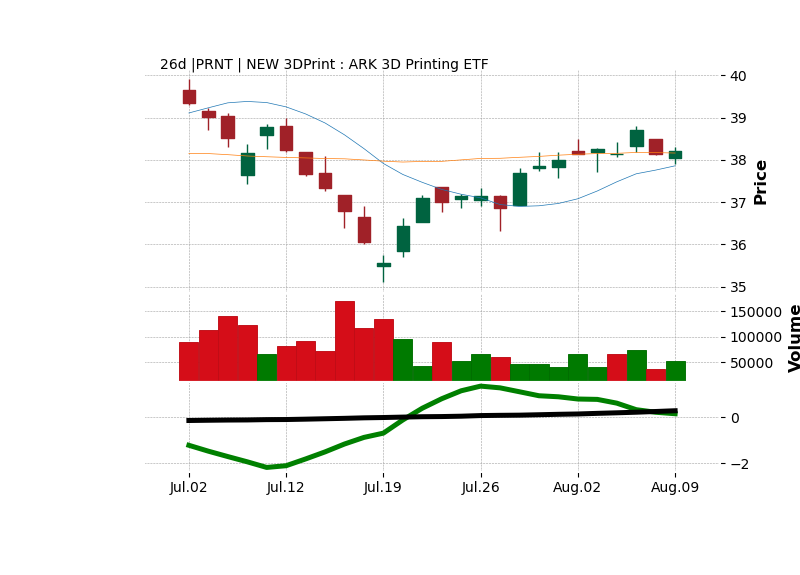 26d |PRNT | NEW 3DPrint : ARK 3D Printing ETF
40
39
38
37
36
35
Price
150000
100000
50000
Volume
0
−2
Jul.02 Jul.12 Jul.19 Jul.26 Aug.02 Aug.09